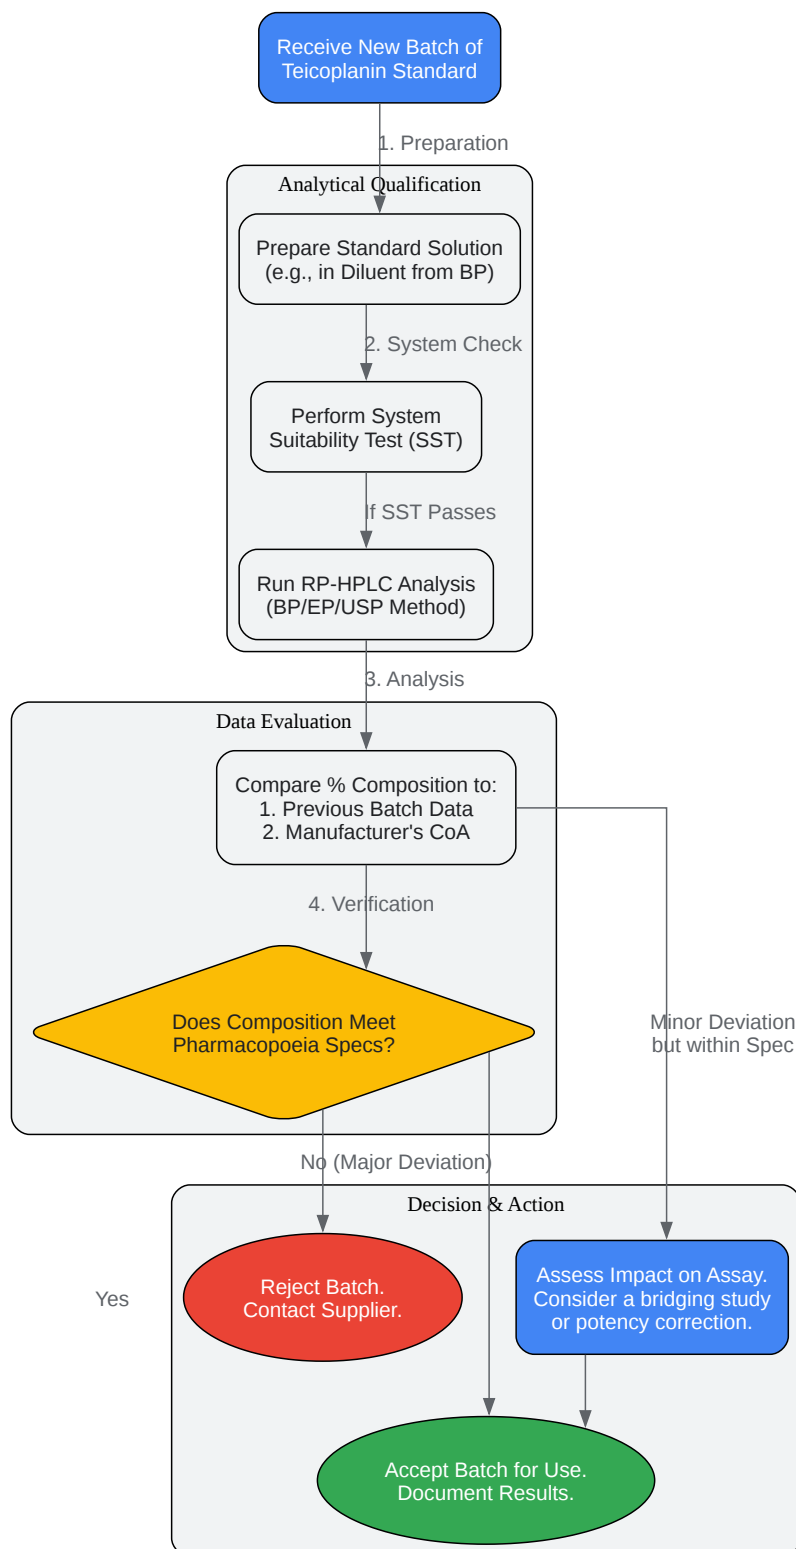 Receive New Batch of
Teicoplanin Standard
1. Preparation
Analytical Qualification
Prepare Standard Solution
(e.g., in Diluent from BP)
2. System Check
Perform System
Suitability Test (SST)
If SST Passes
Run RP-HPLC Analysis
(BP/EP/USP Method)
3. Analysis
Data Evaluation
Compare % Composition to:
1. Previous Batch Data
2. Manufacturer's CoA
4. Verification
Does Composition Meet
Pharmacopoeia Specs?
Minor Deviation
but within Spec
No (Major Deviation)
Decision & Action
Yes
Reject Batch.
Contact Supplier.
Assess Impact on Assay.
Consider a bridging study
or potency correction.
Accept Batch for Use.
Document Results.